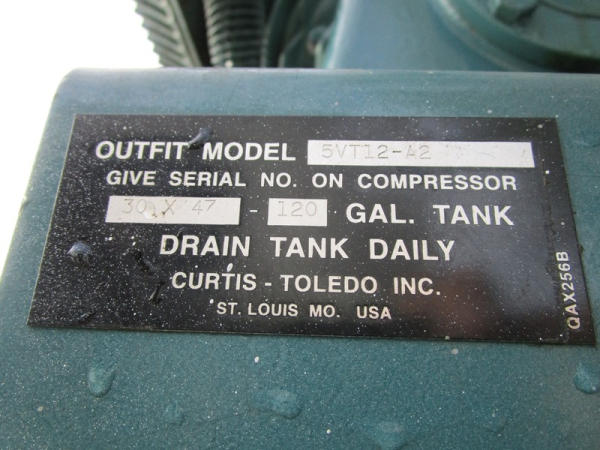 OUTFIT MODEL 5VT12-A2
GIVE SERIAL NO. ON COMPRESSOR
30 X 47 - 120 GAL. TANK
DRAIN TANK DAILY
CURTIS - TOLEDO INC.
ST. LOUIS MO. USA
QAX256B